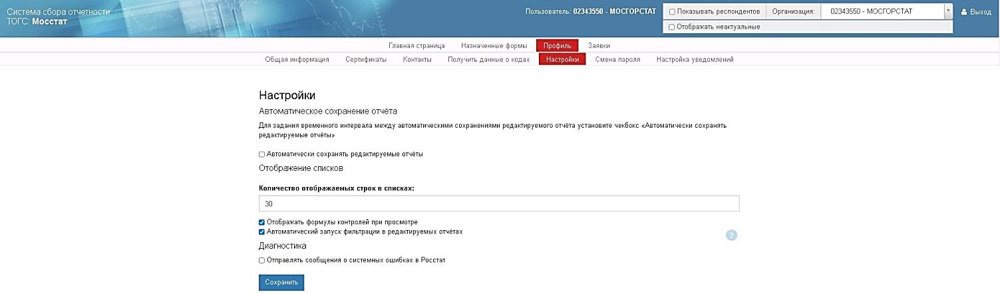 Система сбора отчетности
ТОГС: Мосстат
Пользователь: 02343550 - МОСГОРСТАТ
Показывать респондентов
Организация:
02343550 - МОСГОРСТАТ
Выход
Отображать неактуальные
Главная страница Назначенные формы Профиль Заявки
Общая информация Сертификаты Контакты Получить данные о кодах Настройки Смена пароля Настройка уведомлений
Настройки
Автоматическое сохранение отчёта
Для задания временного интервала между автоматическими сохранениями редактируемого отчёта установите чекбокс «Автоматически сохранять
редактируемые отчёты»
Автоматически сохранять редактируемые отчёты
Отображение списков
Количество отображаемых строк в списках:
30
Отображать формулы контролей при просмотре
Автоматический запуск фильтрации в редактируемых отчётах
?
Диагностика
Отправлять сообщения о системных ошибках в Росстат
Сохранить